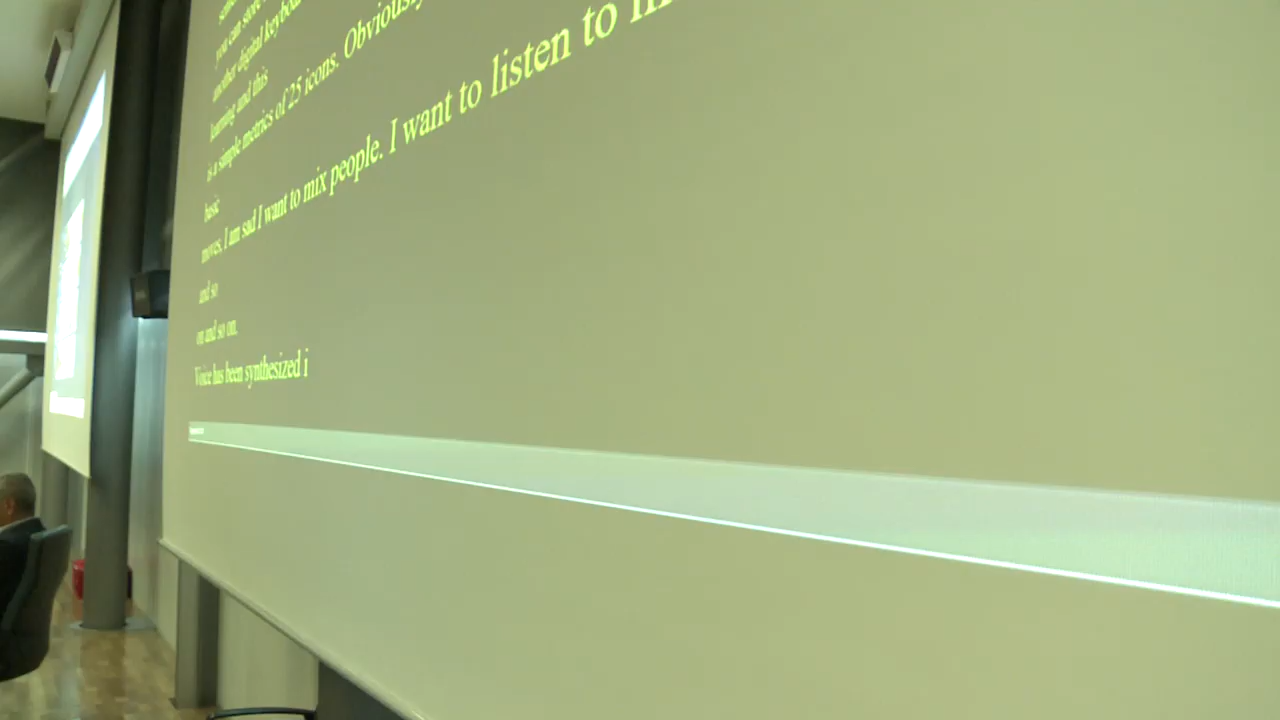 you can store
another digital keyboa
learning and this
is a simple metrics of 25 icons. Obviously
basic
moves, I am sad I want to mix people. I want to listen to m
and so
on and so on.
Voice has been synthesized i